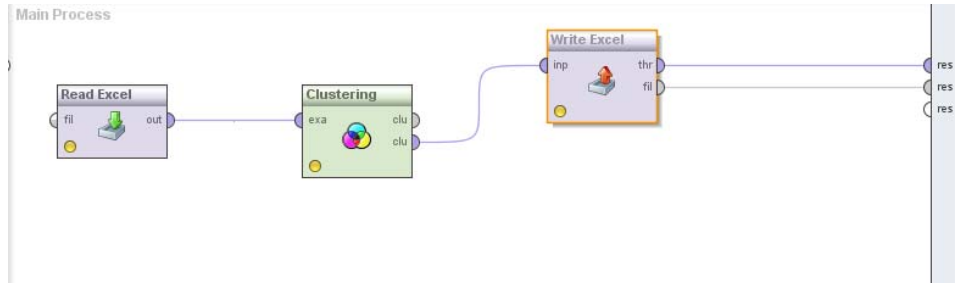 Main Process
Write Excel
inp thr
fil
res
res
res
Read Excel
fil out
Clustering
exa clu
clu